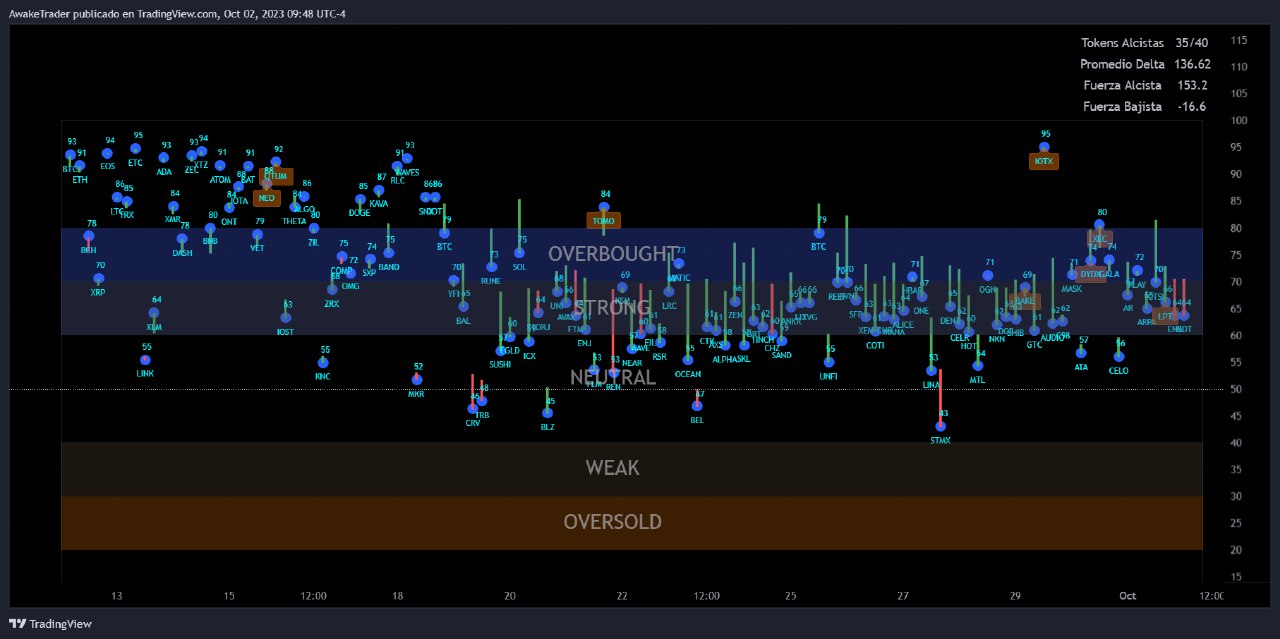 AwakeTrader publicado en TradingView.com, Oct 02, 2023 09:48 UTC-4
Tokens Alcistas 35/40
Promedio Delta 136.62
Fuerza Alcista 153.2
Fuerza Bajista -16.6
115
110
105
100
95
90
85
80
75
70
65
60
55
50
45
40
35
30
25
20
15
93 BTC
91 ETH
78 BCH
70 XRP
94 EOS
86 LTC
85 TRX
95 ETC
55 LINK
64 XLM
93 ADA
84 XMR
78 DASH
93 ZEC
94 XTZ
80 BNB
91 ATOM
84 ONT
88 IOTA
91 BAT
79 VET
88 NEO
92 QTUM
63 IOST
84 THETA
86 ALGO
80 ZIL
55 KNC
68 ZRX
75 COMP
72 OMG
85 DOGE
74 SXP
87 KAVA
75 BAND
91 RLC
93 WAVES
52 MKR
86 SNX
86 DOT
79 BTC
70 YFI
65 BAL
46 CRV
48 TRB
73 RUNE
57 SUSHI
60 EGLD
75 SOL
59 ICX
64
45 BLZ
68 UNI
66 AVAX
FTM
61 ENJ
53
84 TOMO
53 REN
69 KSM
57 NEAR
60 AAVE
61
58 RSR
68 LRC
73 MATIC
55 OCEAN
47 BEL
61 CTK
61 AXS
58 ALPHA
66 ZEN
58 SKL
63
62 1INCH
60 CHZ
59 SAND
65 ANKR
66
66
79 BTC
55 UNFI
70 REEF
70
66 SFP
63 XEM
COTI
63
63
64 ALICE
71 HBAR
67 ONE
53 LINA
43 STMX
65 DENT
62 CELR
60 HOT
54 MTL
71 OGN
62 NKN
63
63 SHIB
69 BAKE
61 GTC
95 IOTX
62 AUDIO
62 C98
71 MASK
57 ATA
74 DYDX
80 XEC
74 GALA
56 CELO
67 AR
72 KLAY
65 ARPA
70
66 LPT
64
64
OVERBOUGHT
STRONG
NEUTRAL
WEAK
OVERSOLD
13
15
12:00
18
20
22
12:00
25
27
29
Oct
12:00
TradingView